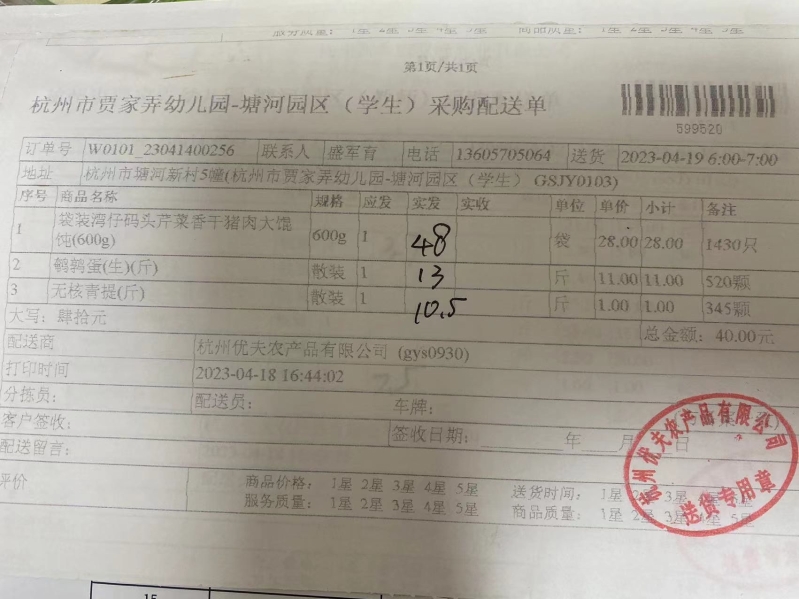 第1页/共1页
杭州市贾家弄幼儿园-塘河园区（学生）采购配送单
599520
订单号 W0101_23041400256 联系人 盛军育 电话 13605705064 送货 2023-04-19 6:00-7:00
地址 杭州市塘河新村5幢(杭州市贾家弄幼儿园-塘河园区（学生） GSJY0103)
序号 商品名称 规格 应发 实发 实收 单位 单价 小计 备注
1 袋装湾仔码头芹菜香干猪肉大馄饨(600g) 600g 1 48 袋 28.00 28.00 1430只
2 鹌鹑蛋(生)(斤) 散装 1 13 斤 11.00 11.00 520颗
3 无核青提(斤) 散装 1 10.5 斤 1.00 1.00 345颗
大写：肆拾元 总金额：40.00元
配送商 杭州优夫农产品有限公司 (gys0930)
打印时间 2023-04-18 16:44:02
分拣员： 配送员： 车牌：
客户签收： 签收日期： 年 月 日
配送留言：
评价 商品价格： 1星 2星 3星 4星 5星 送货时间： 1星 2星 3星
服务质量： 1星 2星 3星 4星 5星 商品质量： 1星 2星 3星 4星 5星
杭州优夫农产品有限公司
送货专用章
15